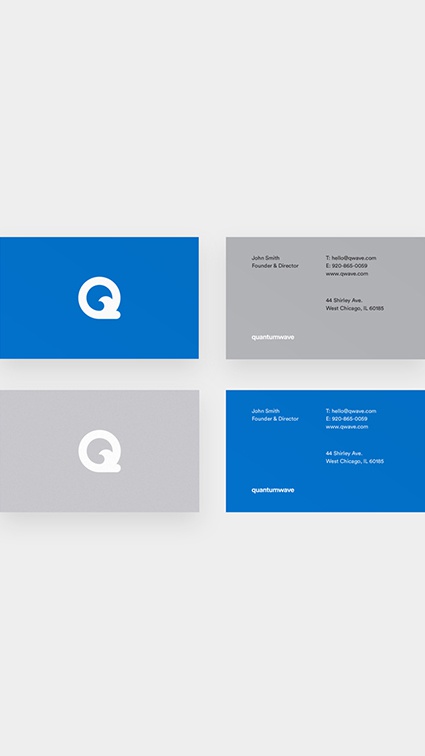 Q
John Smith
Founder & Director
T: hello@qwave.com
E: 920-865-0059
www.qwave.com
44 Shirley Ave.
West Chicago, IL 60185
quantumwave
Q
John Smith
Founder & Director
T: hello@qwave.com
E: 920-865-0059
www.qwave.com
44 Shirley Ave.
West Chicago, IL 60185
quantumwave